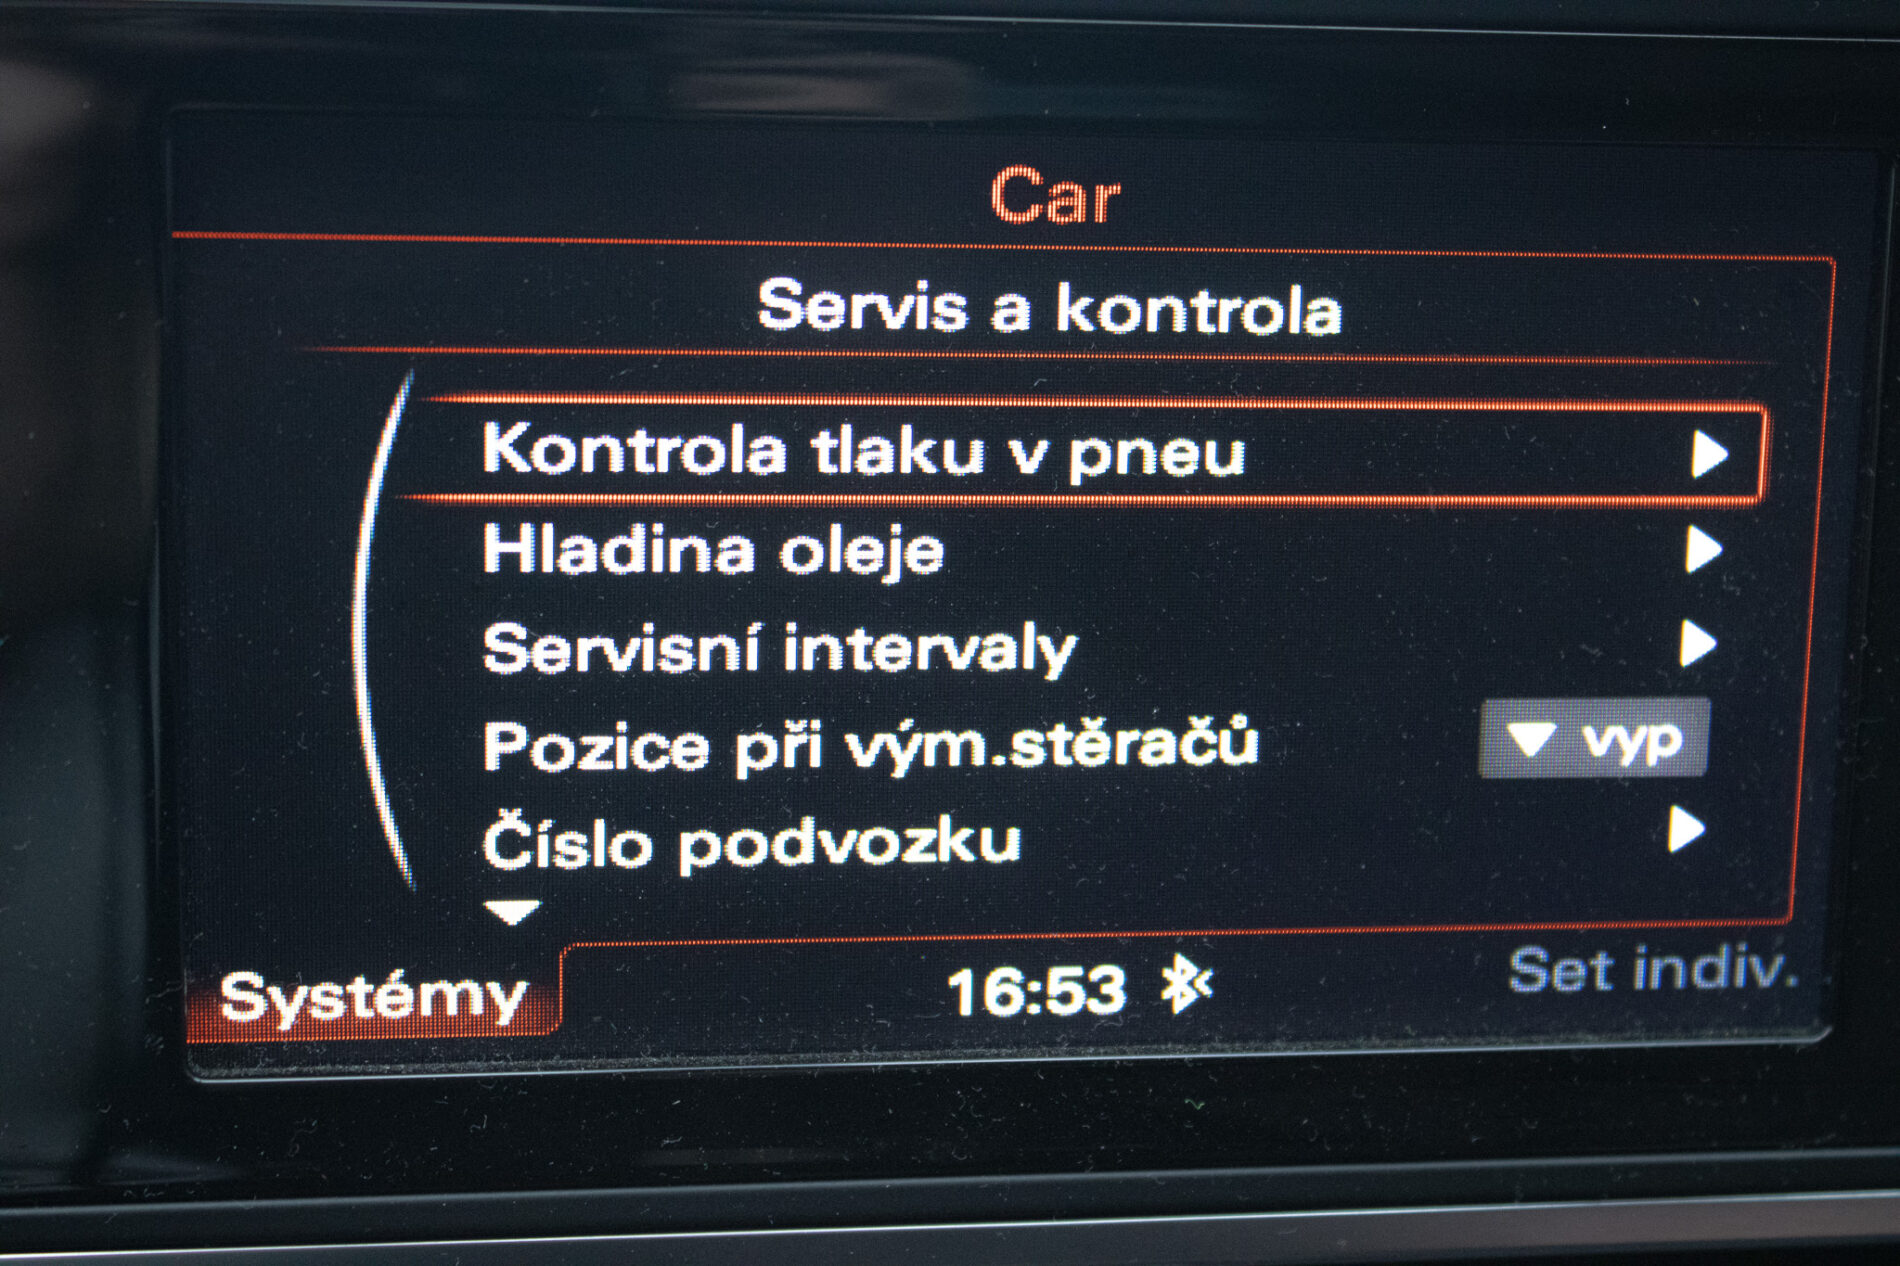 Car
Servis a kontrola
Kontrola tlaku v pneu
Hladina oleje
Servisní intervaly
Pozice při vým.stěračů vyp
Číslo podvozku
Systémy 16:53 Set indiv.